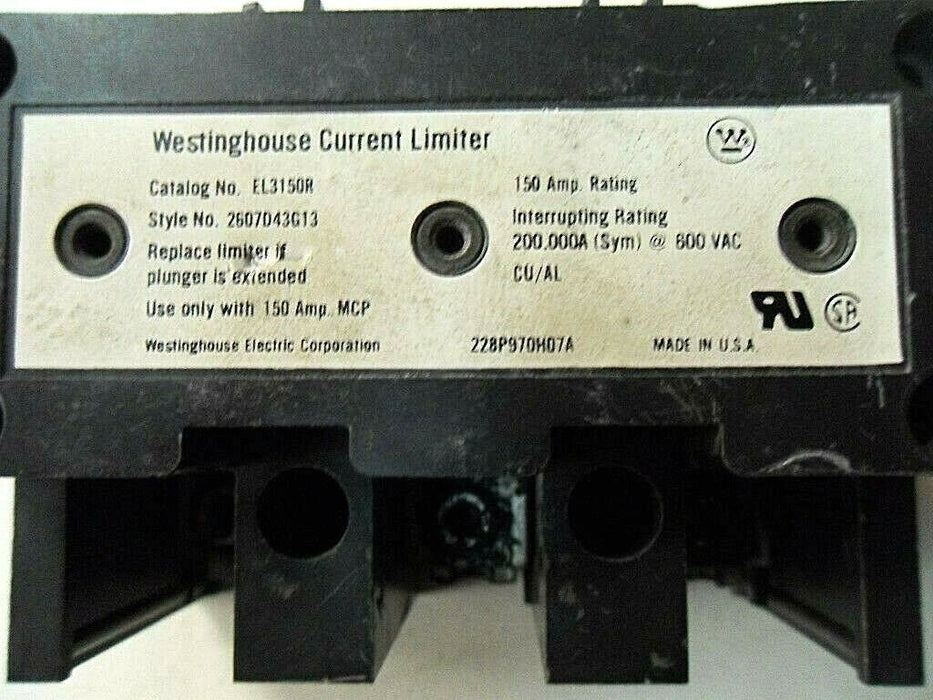 Westinghouse Current Limiter
W
Catalog No. EL3150R
150 Amp. Rating
Style No. 2607D43G13
Interrupting Rating
200,000A (Sym) @ 600 VAC
Replace limiter if
plunger is extended
CU/AL
Use only with 150 Amp. MCP
RU
SA
Westinghouse Electric Corporation
228P970H07A
MADE IN U.S.A.